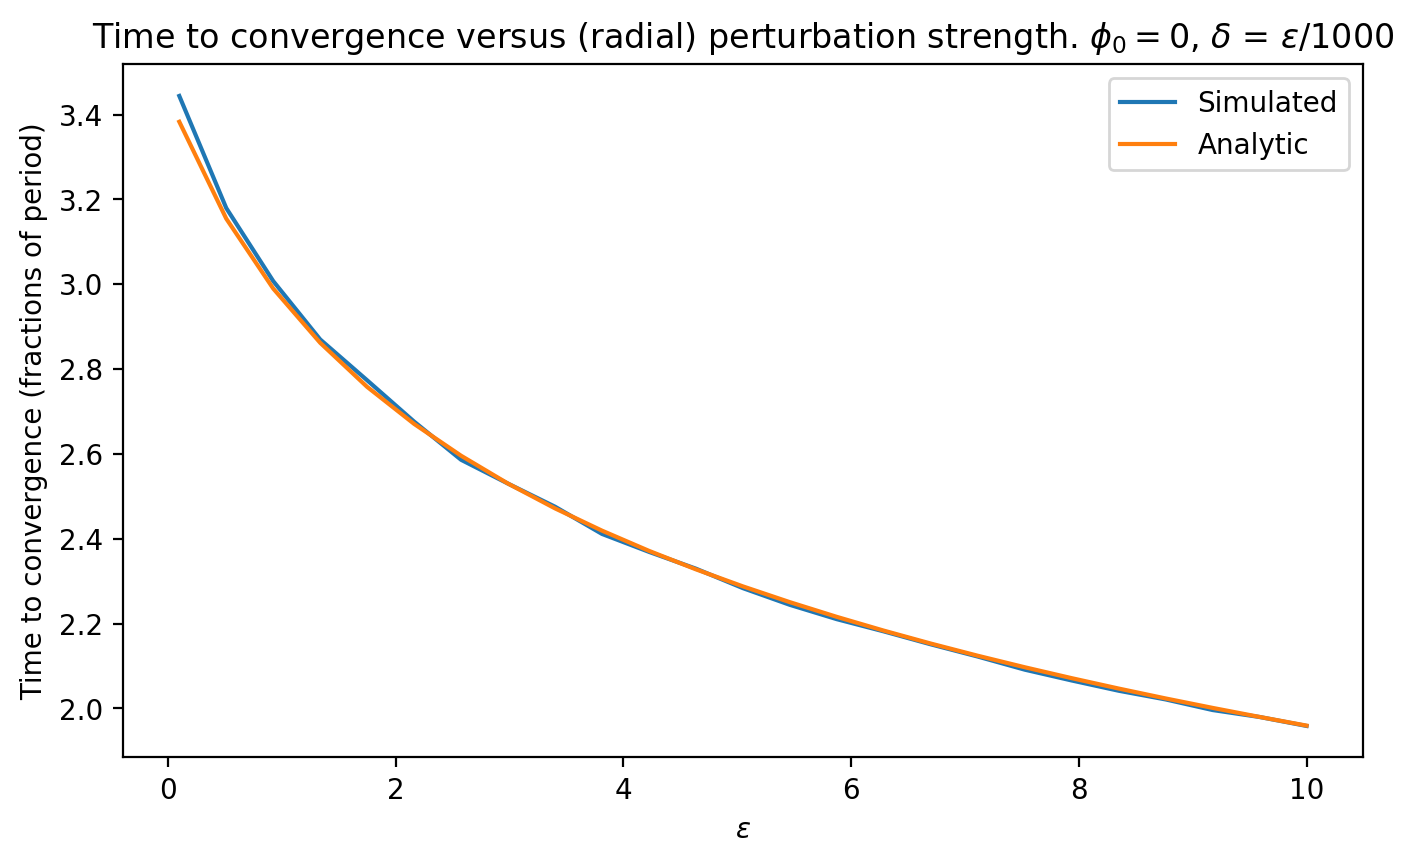 Time to convergence versus (radial) perturbation strength. ϕ₀ = 0, δ = ε/1000
Simulated
Analytic
Time to convergence (fractions of period)
3.4
3.2
3.0
2.8
2.6
2.4
2.2
2.0
0 2 4 6 8 10
ε